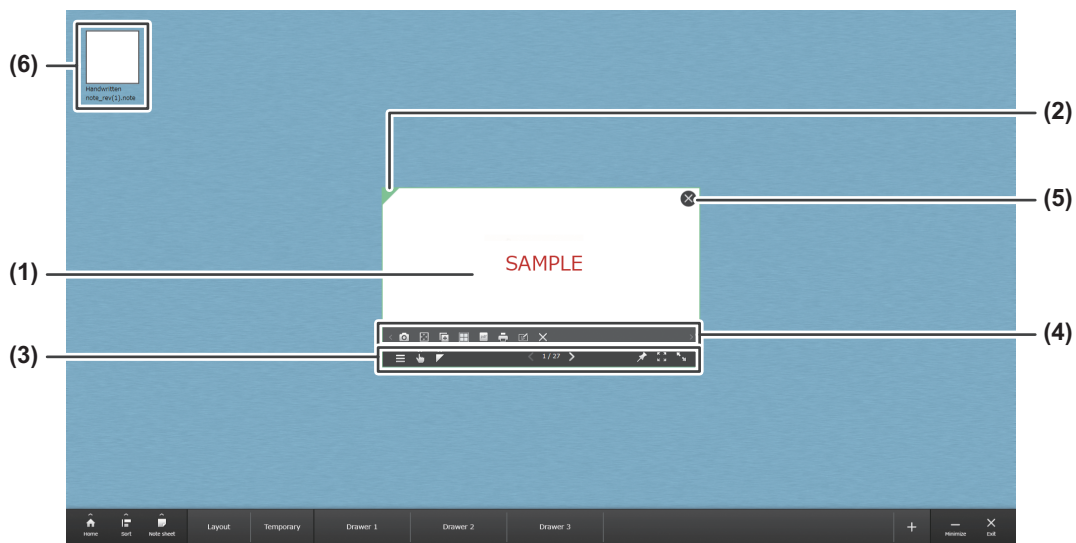 (6)
Handwritten
note_rev(1).note
(2)
(5)
(1)
SAMPLE
(4)
(3)
1 / 27
Home
Sort
Note sheet
Layout
Temporary
Drawer 1
Drawer 2
Drawer 3
Minimize
Exit